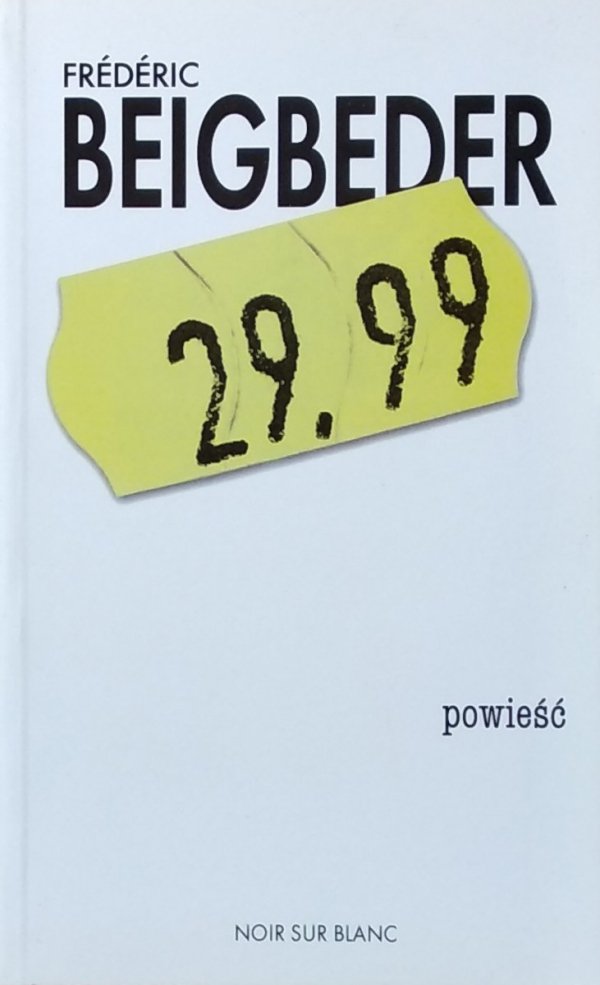 FRÉDÉRIC
BEIGBEDER
29.99
powieść
NOIR SUR BLANC